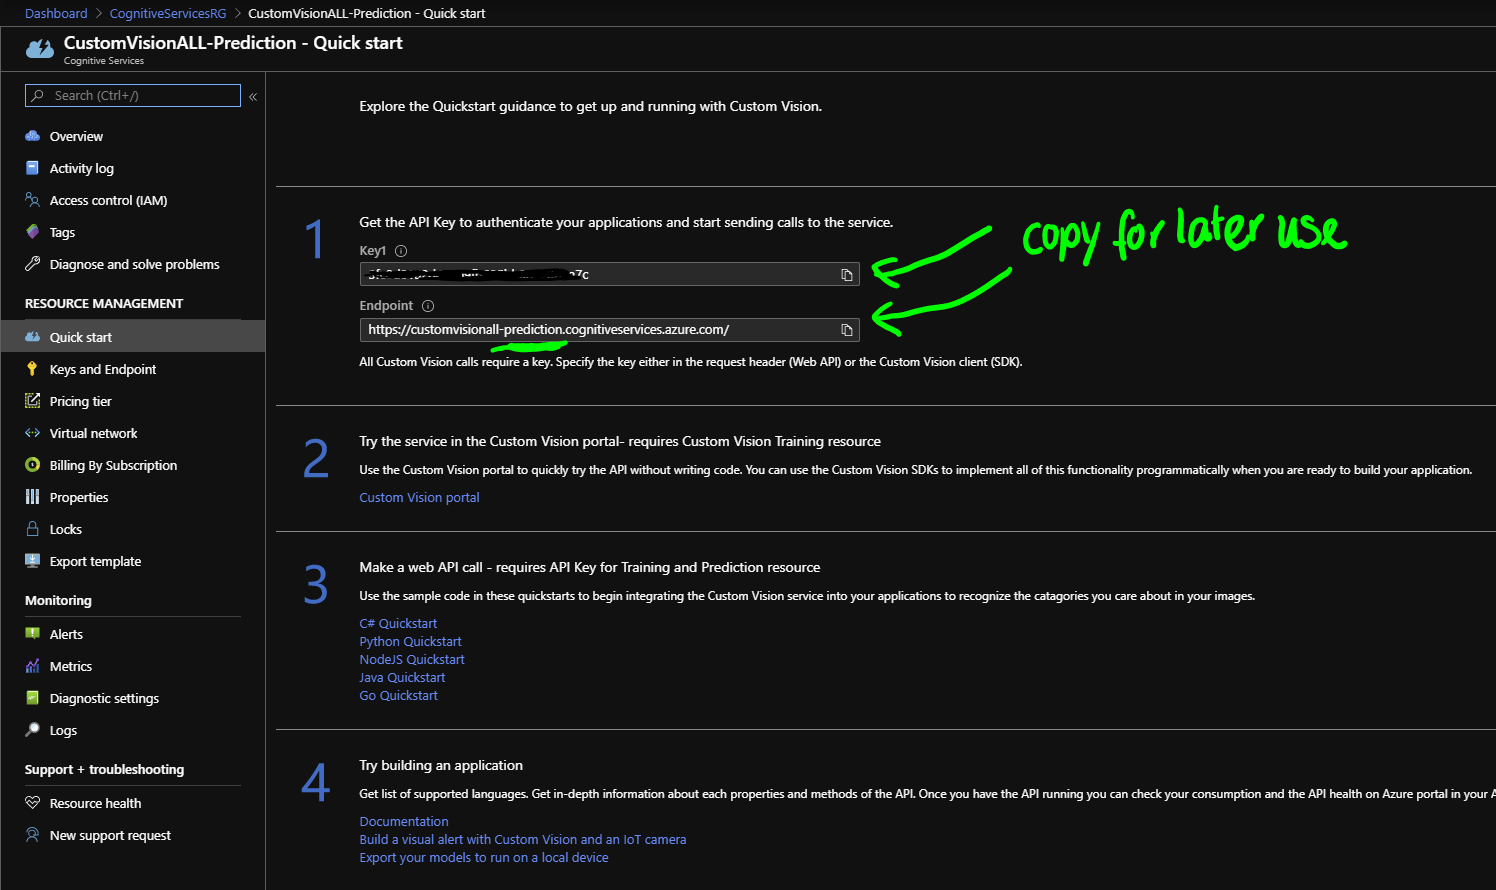 Dashboard > CognitiveServicesRG > CustomVisionALL-Prediction - Quick start
CustomVisionALL-Prediction - Quick start
Cognitive Services
Search (Ctrl+/)
«
Overview
Activity log
Access control (IAM)
Tags
Diagnose and solve problems
RESOURCE MANAGEMENT
Quick start
Keys and Endpoint
Pricing tier
Virtual network
Billing By Subscription
Properties
Locks
Export template
Monitoring
Alerts
Metrics
Diagnostic settings
Logs
Support + troubleshooting
Resource health
New support request
Explore the Quickstart guidance to get up and running with Custom Vision.
1
Get the API Key to authenticate your applications and start sending calls to the service.
Key1
Endpoint
https://customvisionall-prediction.cognitiveservices.azure.com/
All Custom Vision calls require a key. Specify the key either in the request header (Web API) or the Custom Vision client (SDK).
copy for later use
2
Try the service in the Custom Vision portal- requires Custom Vision Training resource
Use the Custom Vision portal to quickly try the API without writing code. You can use the Custom Vision SDKs to implement all of this functionality programmatically when you are ready to build your application.
Custom Vision portal
3
Make a web API call - requires API Key for Training and Prediction resource
Use the sample code in these quickstarts to begin integrating the Custom Vision service into your applications to recognize the catagories you care about in your images.
C# Quickstart
Python Quickstart
NodeJS Quickstart
Java Quickstart
Go Quickstart
4
Try building an application
Get list of supported languages. Get in-depth information about each properties and methods of the API. Once you have the API running you can check your consumption and the API health on Azure portal in your
Documentation
Build a visual alert with Custom Vision and an IoT camera
Export your models to run on a local device